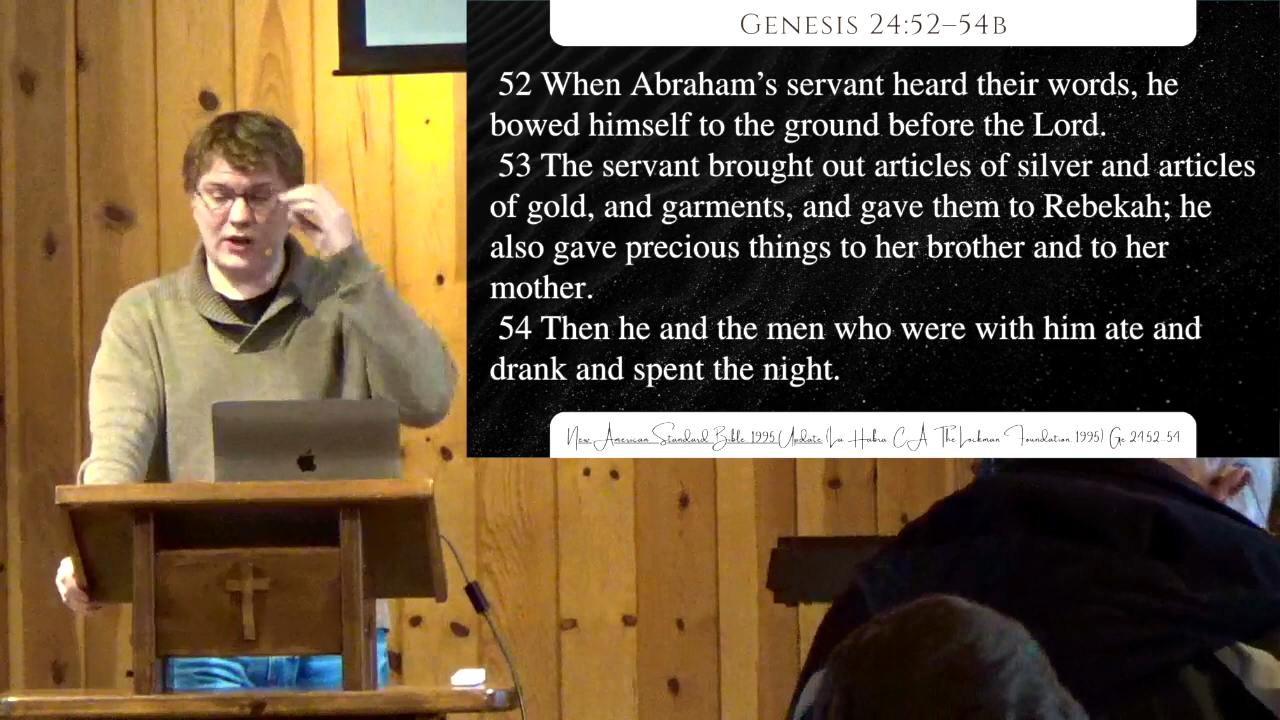 GENESIS 24:52–54B
52 When Abraham’s servant heard their words, he
bowed himself to the ground before the Lord.
53 The servant brought out articles of silver and articles
of gold, and garments, and gave them to Rebekah; he
also gave precious things to her brother and to her
mother.
54 Then he and the men who were with him ate and
drank and spent the night.
New American Standard Bible 1995 Update (La Habra, CA: The Lockman Foundation, 1995), Ge 24:52–54